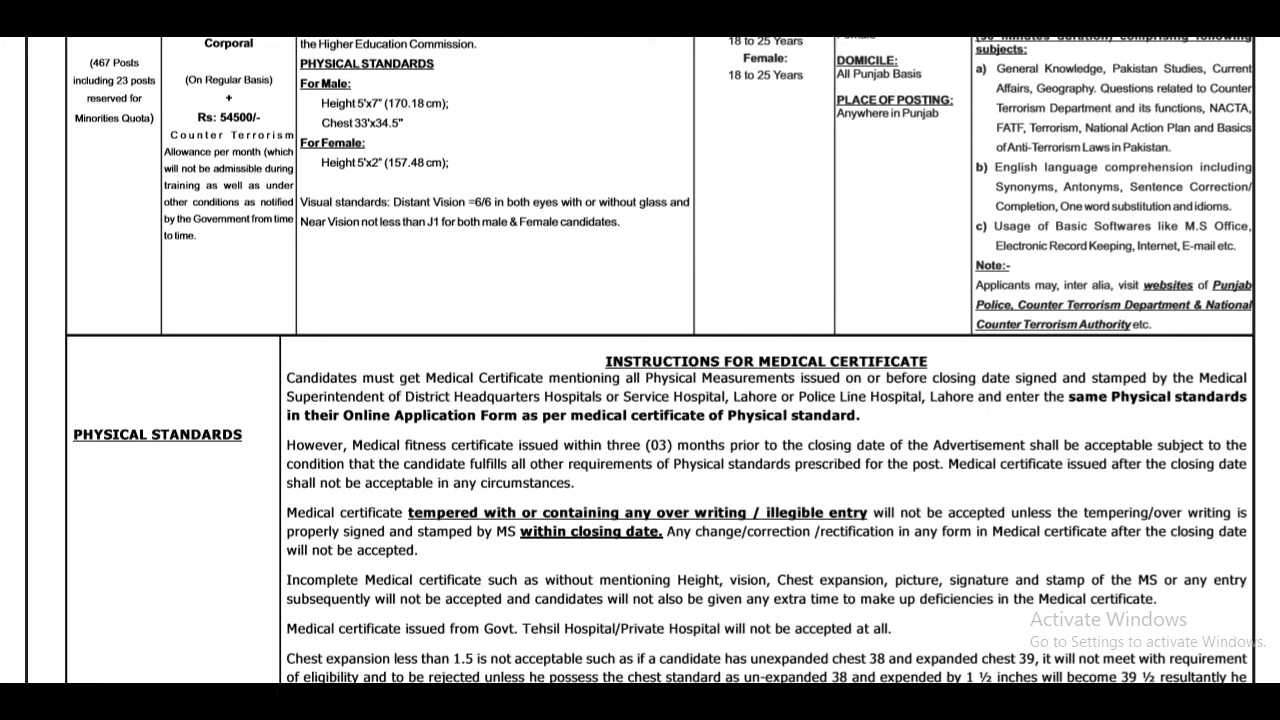 Corporal
(467 Posts
including 23 posts
reserved for
Minorities Quota)
(On Regular Basis)
+
Rs: 54500/-
Counter Terrorism
Allowance per month (which
will not be admissible during
training as well as under
other conditions as notified
by the Government from time
to time.
the Higher Education Commission.
PHYSICAL STANDARDS
For Male:
Height 5'x7" (170.18 cm);
Chest 33'x34.5"
For Female:
Height 5'x2" (157.48 cm);
Visual standards: Distant Vision =6/6 in both eyes with or without glass and
Near Vision not less than J1 for both male & Female candidates.
18 to 25 Years
Female:
18 to 25 Years
Female
DOMICILE:
All Punjab Basis
PLACE OF POSTING:
Anywhere in Punjab
(90 minutes duration) comprising following
subjects:
a) General Knowledge, Pakistan Studies, Current
Affairs, Geography. Questions related to Counter
Terrorism Department and its functions, NACTA,
FATF, Terrorism, National Action Plan and Basics
of Anti-Terrorism Laws in Pakistan.
b) English language comprehension including
Synonyms, Antonyms, Sentence Correction/
Completion, One word substitution and idioms.
c) Usage of Basic Softwares like M.S Office,
Electronic Record Keeping, Internet, E-mail etc.
Note:-
Applicants may, inter alia, visit websites of Punjab
Police, Counter Terrorism Department & National
Counter Terrorism Authority etc.
PHYSICAL STANDARDS
INSTRUCTIONS FOR MEDICAL CERTIFICATE
Candidates must get Medical Certificate mentioning all Physical Measurements issued on or before closing date signed and stamped by the Medical
Superintendent of District Headquarters Hospitals or Service Hospital, Lahore or Police Line Hospital, Lahore and enter the same Physical standards
in their Online Application Form as per medical certificate of Physical standard.
However, Medical fitness certificate issued within three (03) months prior to the closing date of the Advertisement shall be acceptable subject to the
condition that the candidate fulfills all other requirements of Physical standards prescribed for the post. Medical certificate issued after the closing date
shall not be acceptable in any circumstances.
Medical certificate tempered with or containing any over writing / illegible entry will not be accepted unless the tempering/over writing is
properly signed and stamped by MS within closing date. Any change/correction /rectification in any form in Medical certificate after the closing date
will not be accepted.
Incomplete Medical certificate such as without mentioning Height, vision, Chest expansion, picture, signature and stamp of the MS or any entry
subsequently will not be accepted and candidates will not also be given any extra time to make up deficiencies in the Medical certificate.
Medical certificate issued from Govt. Tehsil Hospital/Private Hospital will not be accepted at all.
Chest expansion less than 1.5 is not acceptable such as if a candidate has unexpanded chest 38 and expanded chest 39, it will not meet with requirement
of eligibility and to be rejected unless he possess the chest standard as un-expanded 38 and expended by 1 ½ inches will become 39 ½ resultantly he
Activate Windows
Go to Settings to activate Windows.